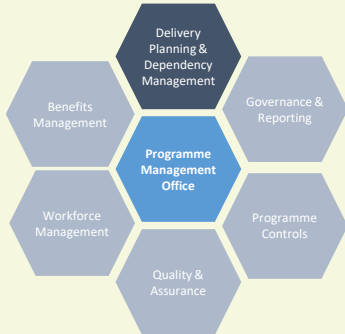 Delivery
Planning &
Dependency
Management
Benefits
Management
Governance &
Reporting
Programme
Management
Office
Workforce
Management
Programme
Controls
Quality &
Assurance